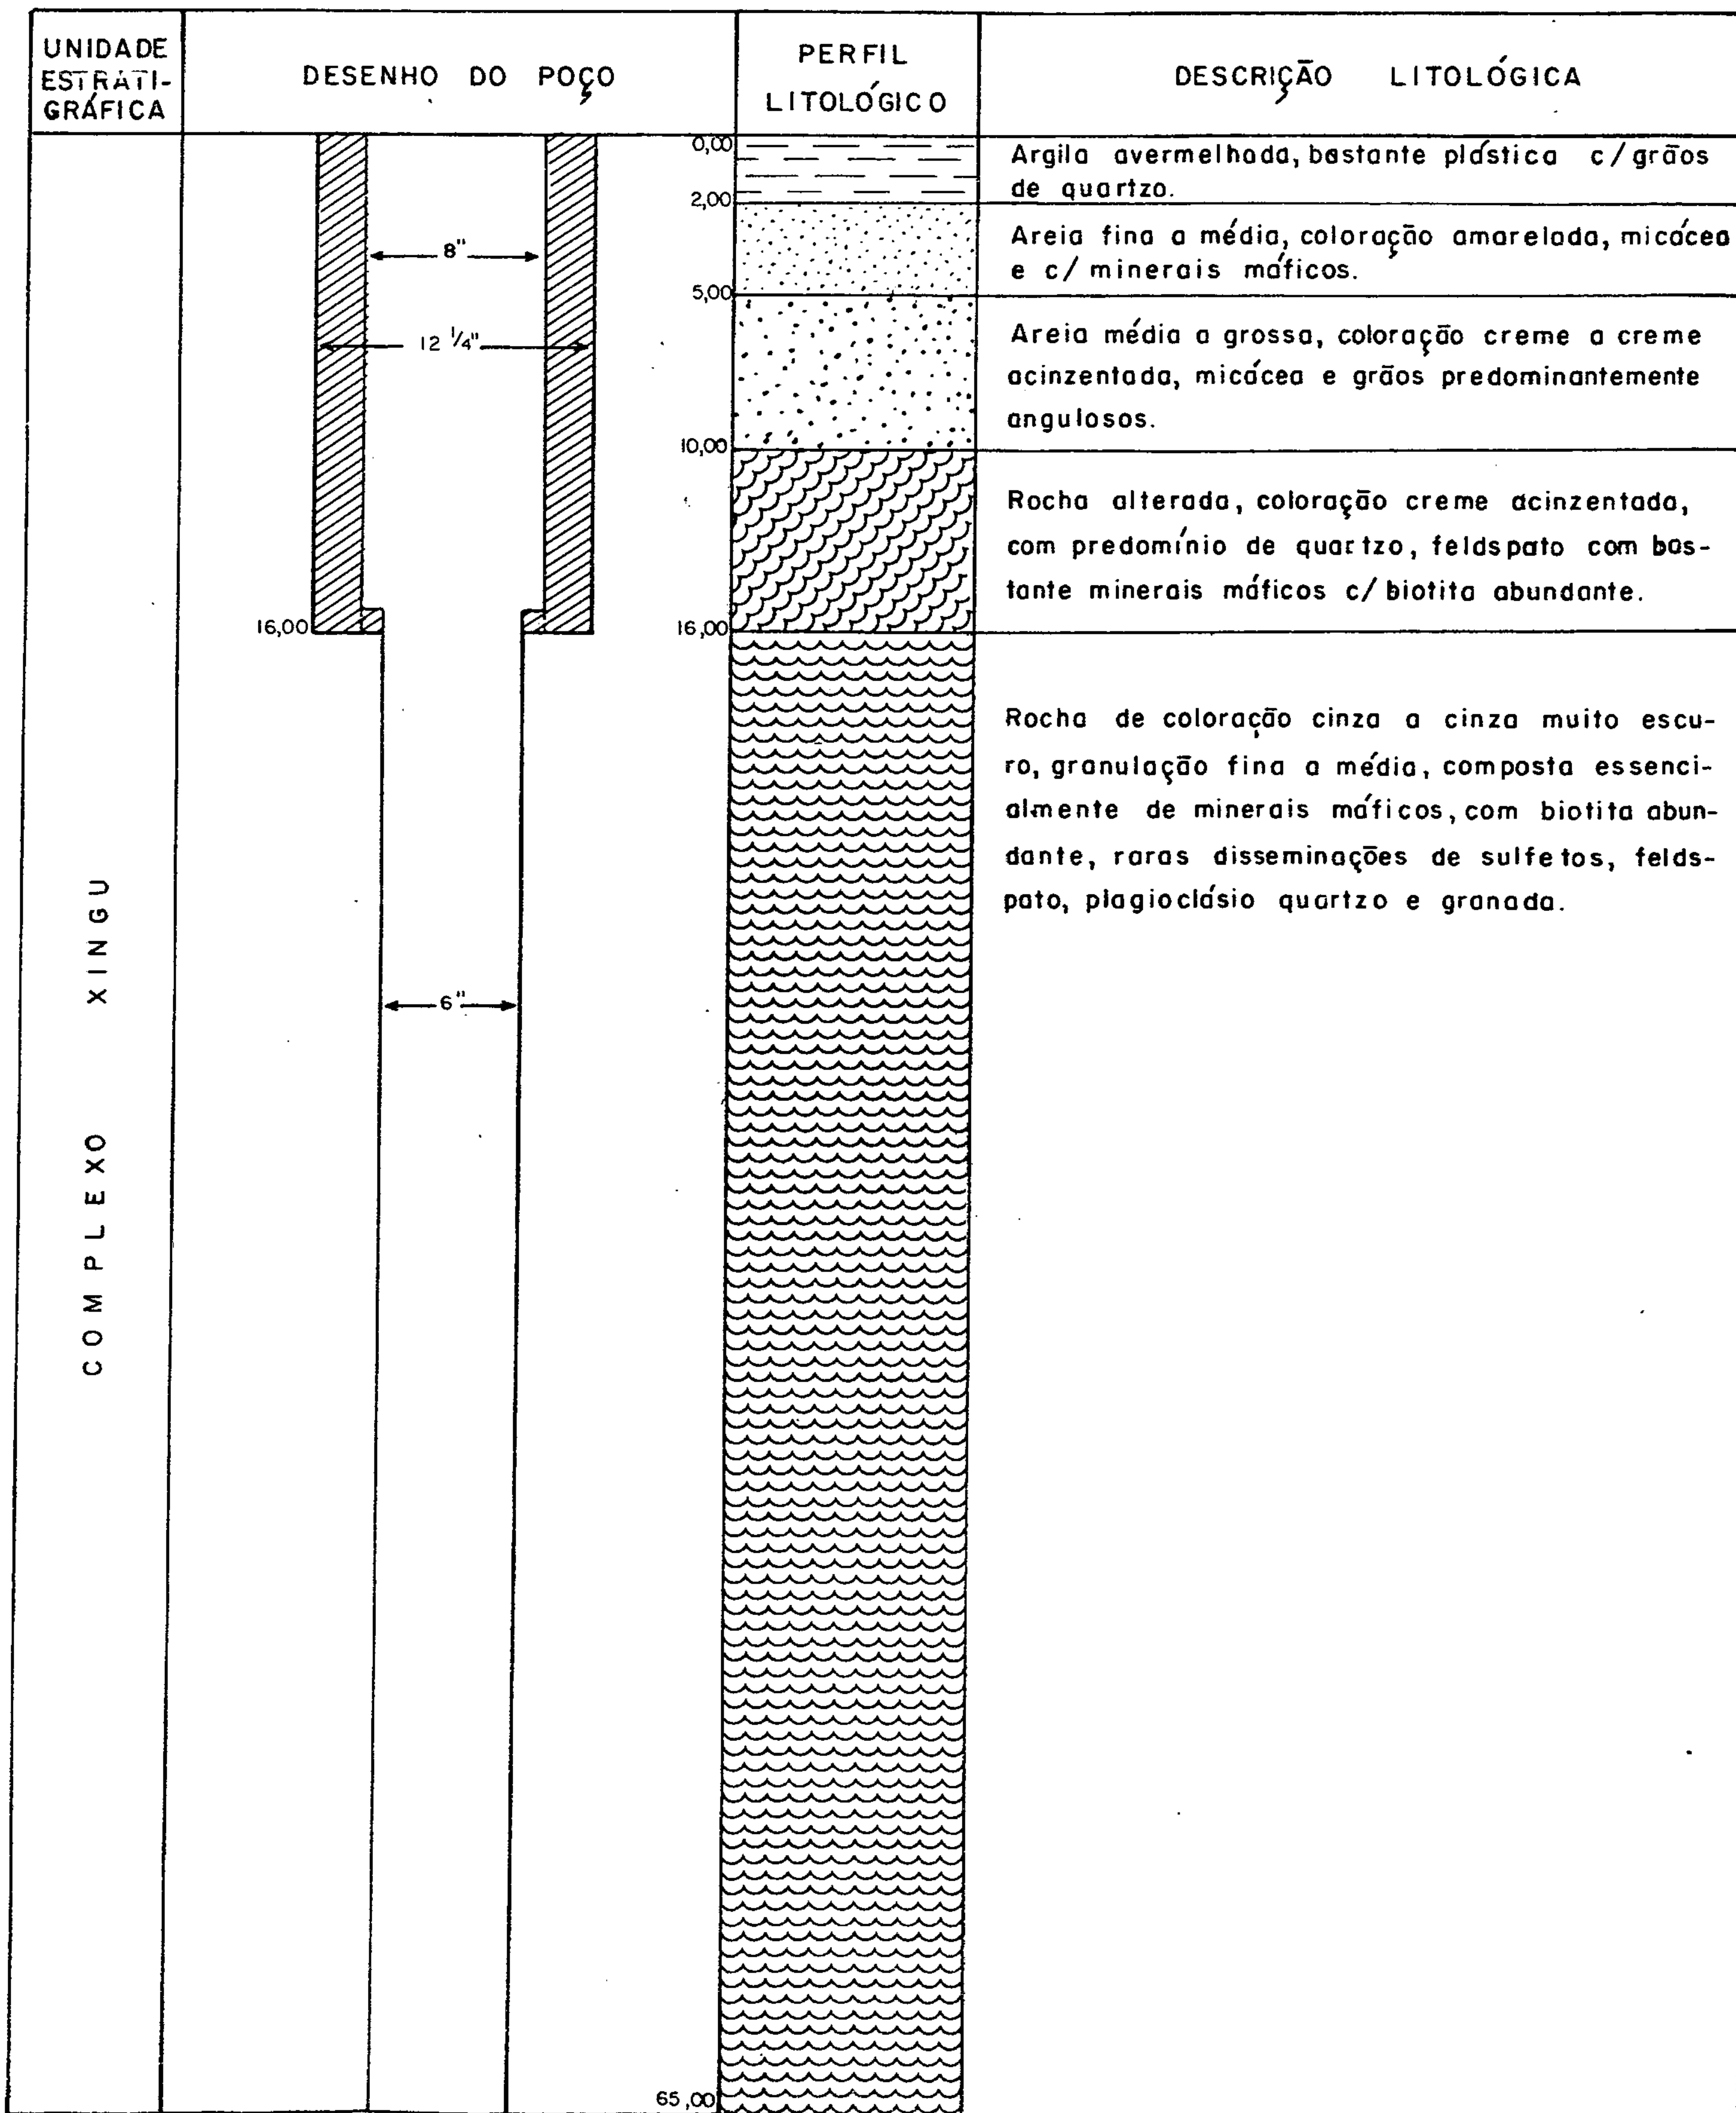 UNIDADE
ESTRATI-
GRÁFICA
DESENHO DO POÇO
PERFIL
LITOLÓGICO
DESCRIÇÃO LITOLÓGICA
0,00
Argila avermelhada, bastante plástica c/grãos
de quartzo.
2,00
Areia fina a média, coloração amarelada, micácea
e c/ minerais máficos.
8"
5,00
12 1/4"
Areia média a grossa, coloração creme a creme
acinzentada, micácea e grãos predominantemente
angulosos.
10,00
Rocha alterada, coloração creme acinzentada,
com predomínio de quartzo, feldspato com bas-
tante minerais máficos c/ biotita abundante.
16,00
16,00
Rocha de coloração cinza a cinza muito escu-
ro, granulação fina a média, composta essenci-
almente de minerais máficos, com biotita abun-
dante, raras disseminações de sulfetos, felds-
pato, plagioclásio quartzo e granada.
6"
COMPLEXO XINGU
65,00